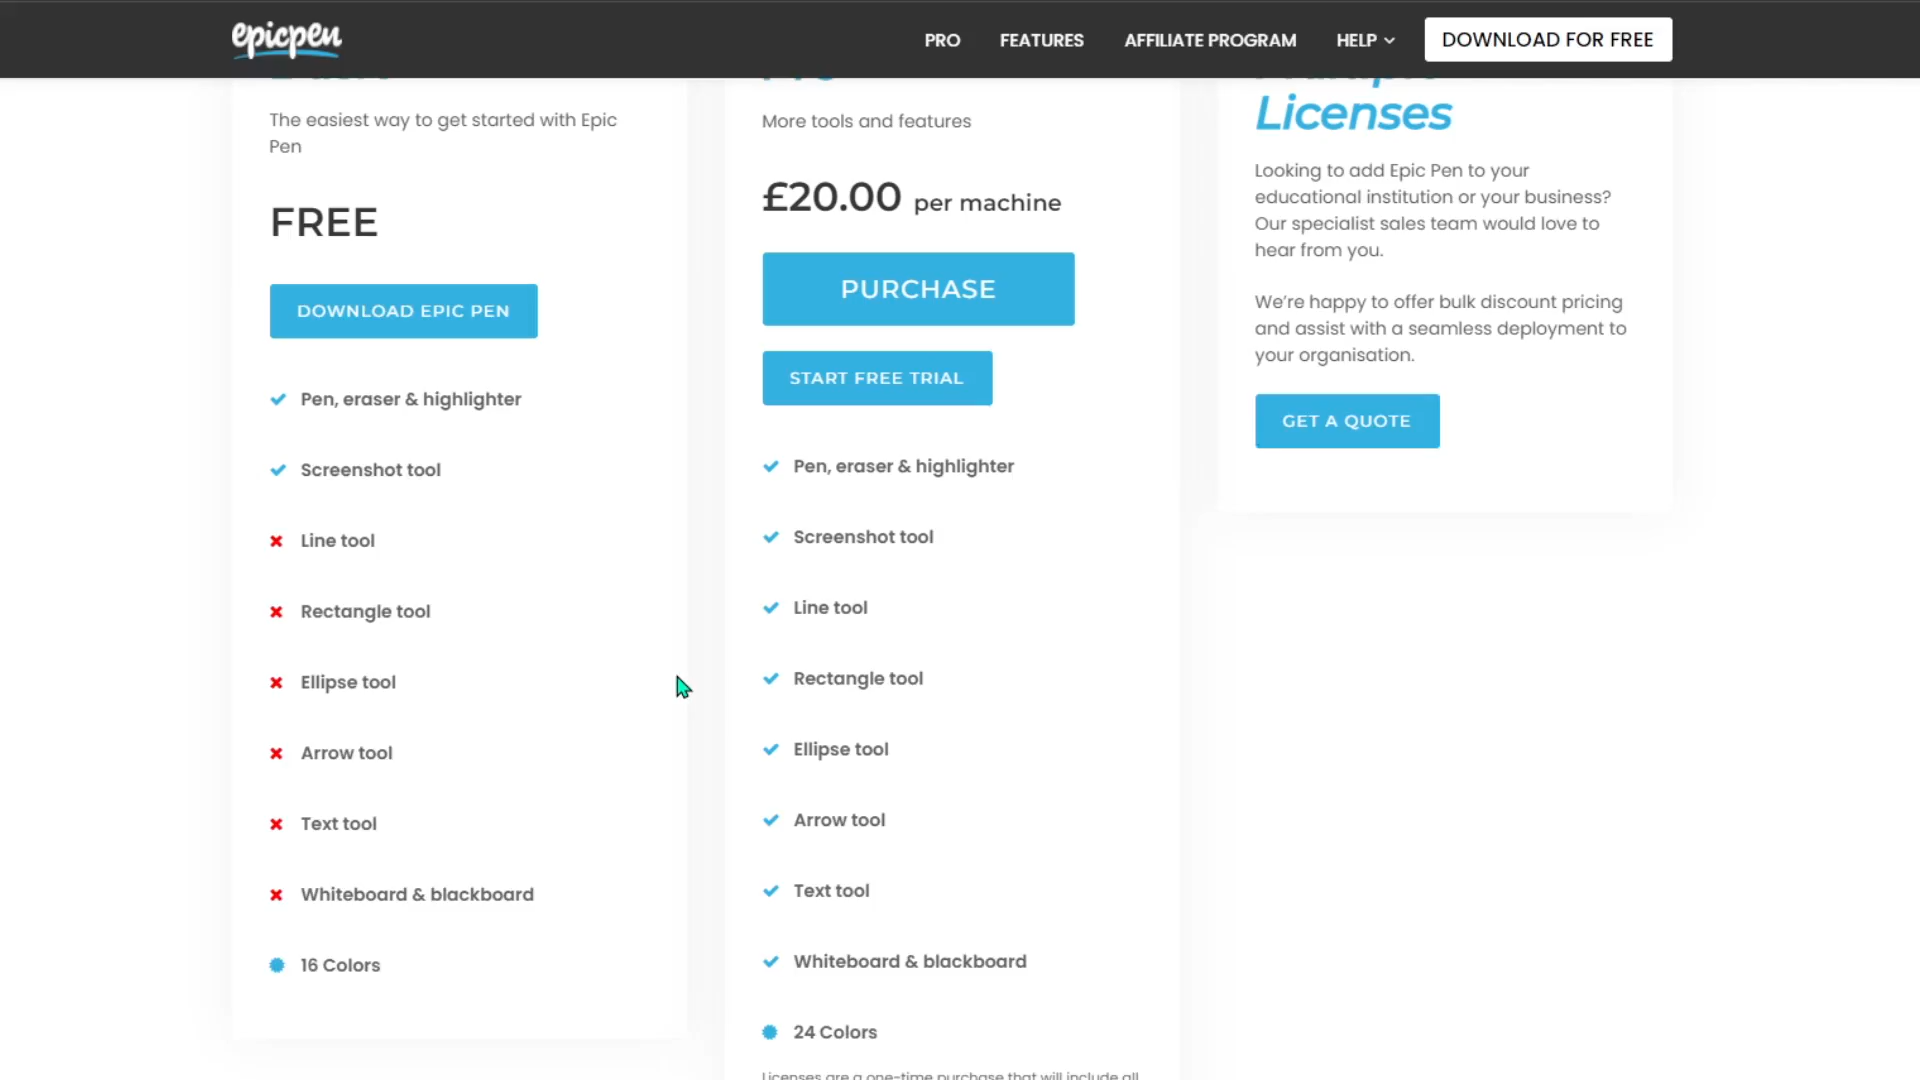 epicpen
PRO
FEATURES
AFFILIATE PROGRAM
HELP
DOWNLOAD FOR FREE
The easiest way to get started with Epic
Pen
FREE
DOWNLOAD EPIC PEN
Pen, eraser & highlighter
Screenshot tool
Line tool
Rectangle tool
Ellipse tool
Arrow tool
Text tool
Whiteboard & blackboard
16 Colors
More tools and features
£20.00 per machine
PURCHASE
START FREE TRIAL
Pen, eraser & highlighter
Screenshot tool
Line tool
Rectangle tool
Ellipse tool
Arrow tool
Text tool
Whiteboard & blackboard
24 Colors
Licenses are a one-time purchase that will include all
Licenses
Looking to add Epic Pen to your
educational institution or your business?
Our specialist sales team would love to
hear from you.
We’re happy to offer bulk discount pricing
and assist with a seamless deployment to
your organisation.
GET A QUOTE